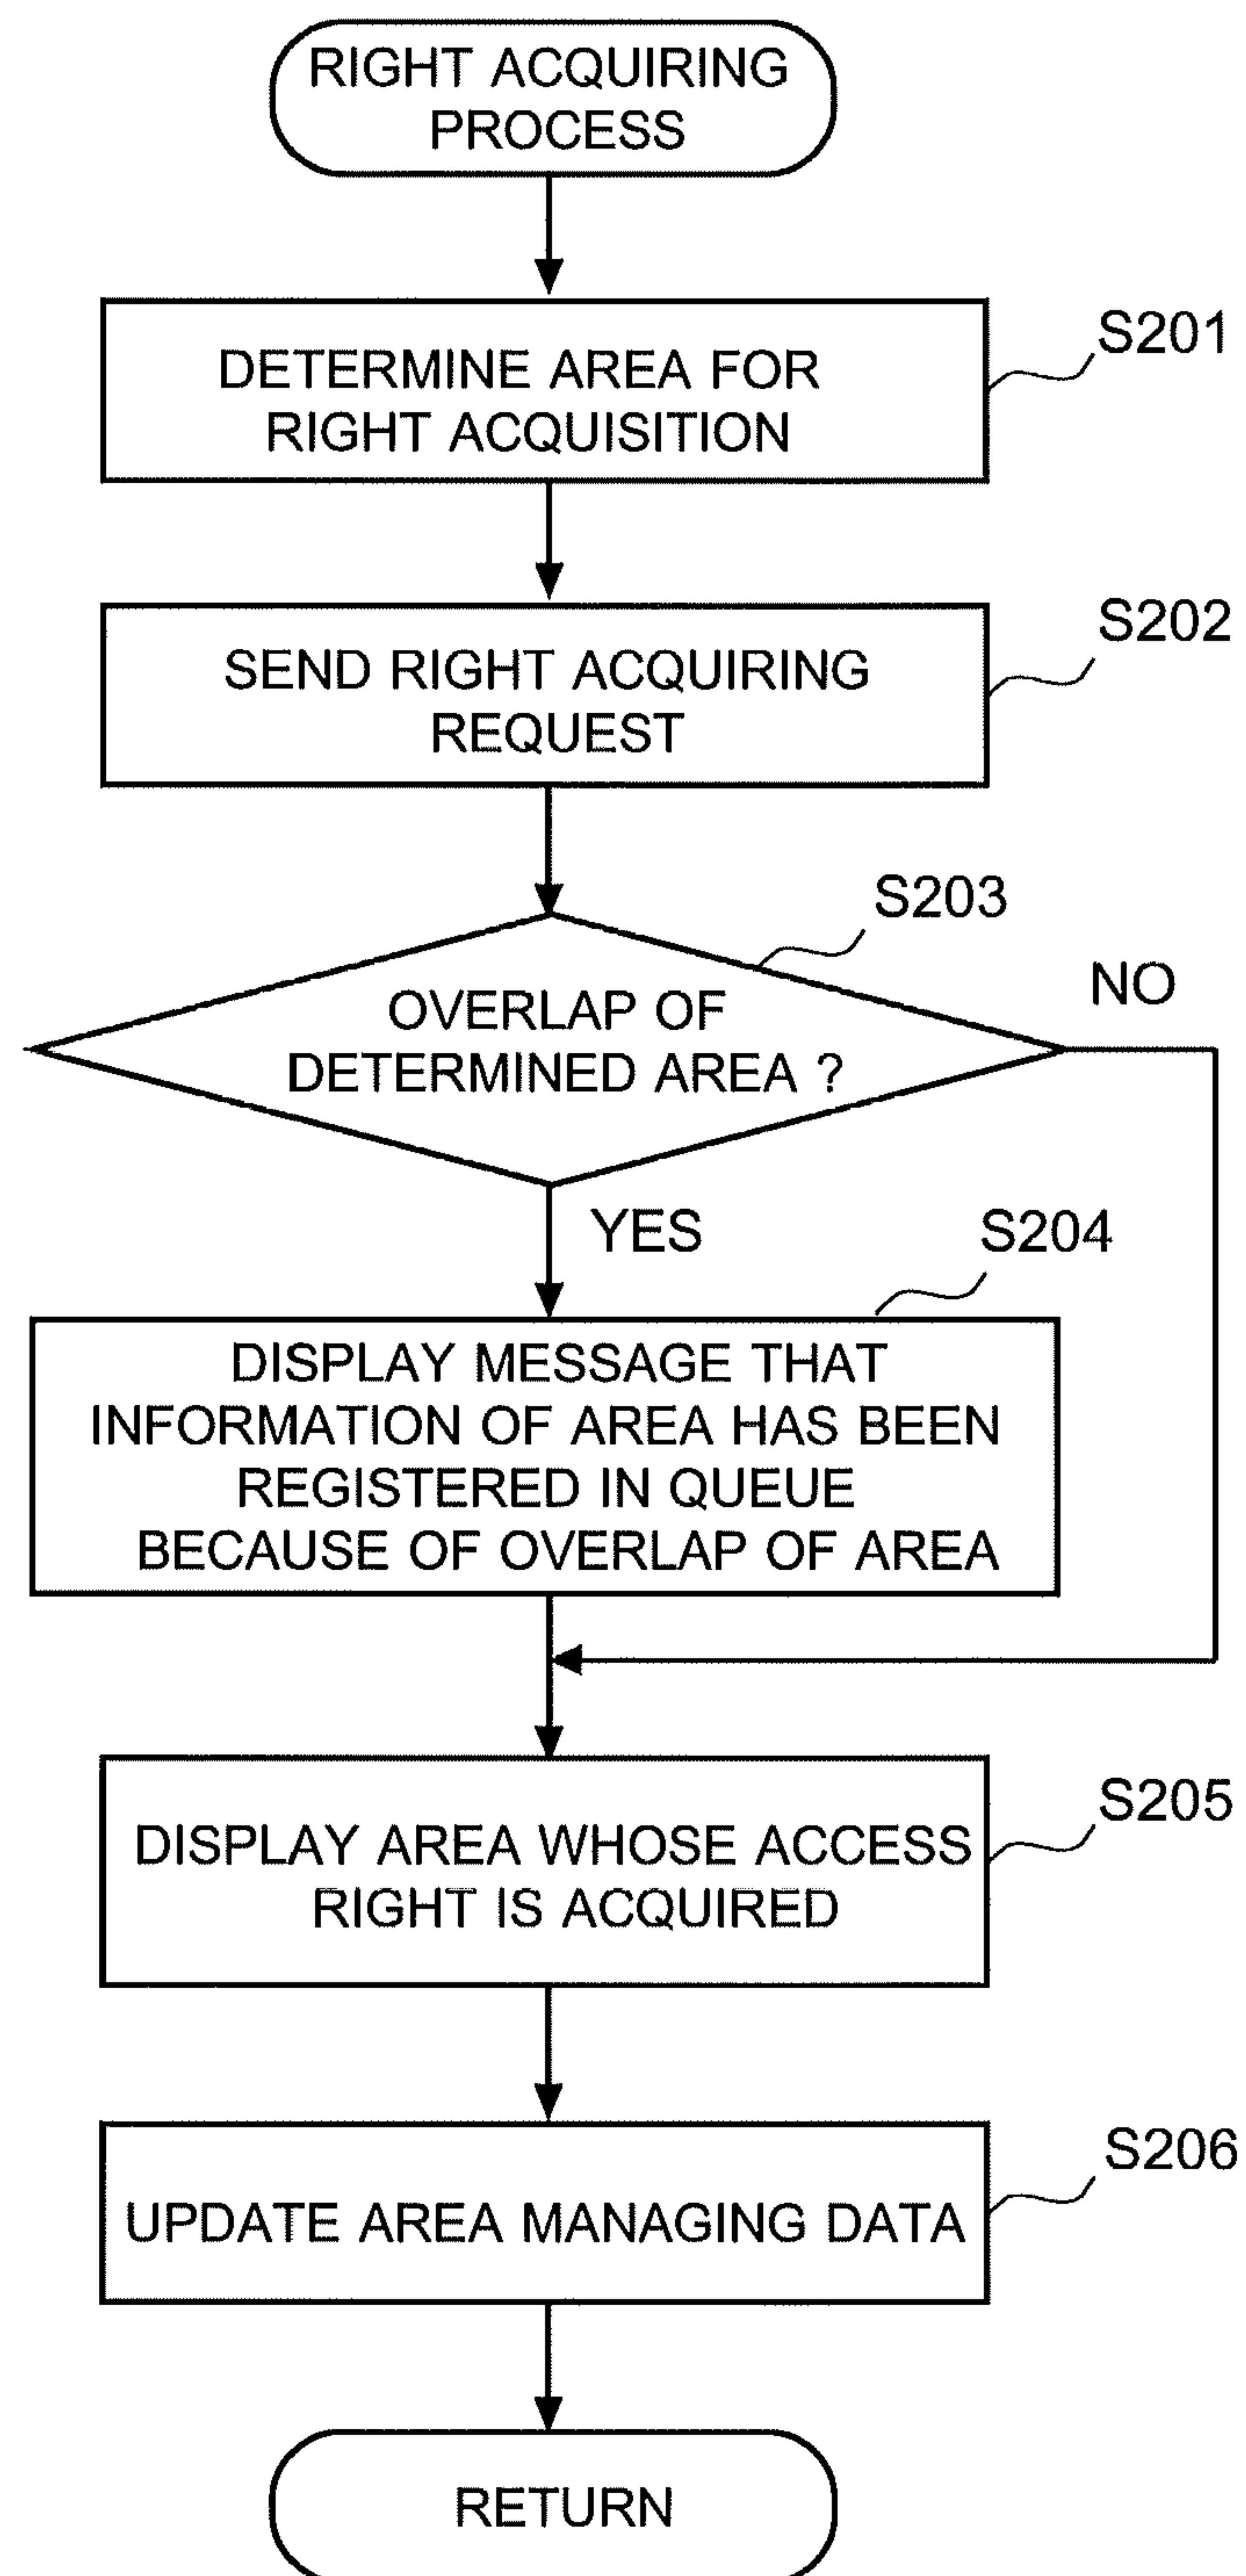 RIGHT ACQUIRING
PROCESS
S201
DETERMINE AREA FOR
RIGHT ACQUISITION
S202
SEND RIGHT ACQUIRING
REQUEST
S203
NO
OVERLAP OF
DETERMINED AREA ?
YES
S204
DISPLAY MESSAGE THAT
INFORMATION OF AREA HAS BEEN
REGISTERED IN QUEUE
BECAUSE OF OVERLAP OF AREA
S205
DISPLAY AREA WHOSE ACCESS
RIGHT IS ACQUIRED
S206
UPDATE AREA MANAGING DATA
RETURN